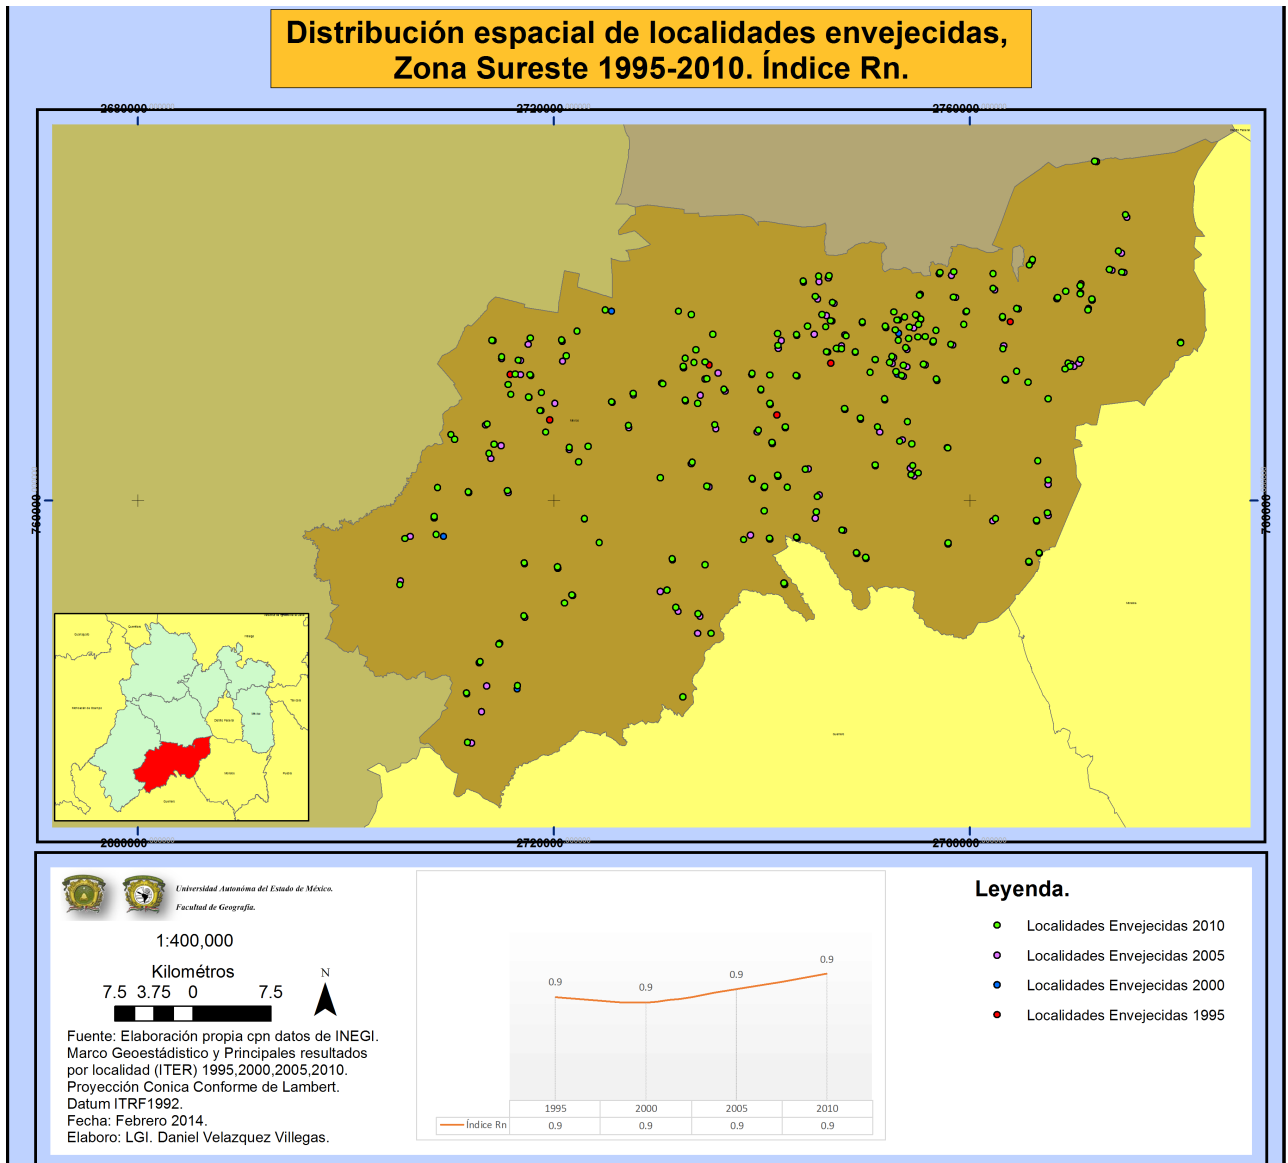 Distribución espacial de localidades envejecidas,
Zona Sureste 1995-2010. Índice Rn.
2680000
2720000
2760000
760000
760000
2680000
2720000
2760000
Universidad Autonóma del Estado de México.
Facultad de Geografía.
1:400,000
Kilométros
N
7.5 3.75 0 7.5
Fuente: Elaboración propia cpn datos de INEGI.
Marco Geoestádistico y Principales resultados
por localidad (ITER) 1995,2000,2005,2010.
Proyección Conica Conforme de Lambert.
Datum ITRF1992.
Fecha: Febrero 2014.
Elaboro: LGI. Daniel Velazquez Villegas.
0.9
0.9
0.9
0.9
1995 2000 2005 2010
Índice Rn 0.9 0.9 0.9 0.9
Leyenda.
Localidades Envejecidas 2010
Localidades Envejecidas 2005
Localidades Envejecidas 2000
Localidades Envejecidas 1995